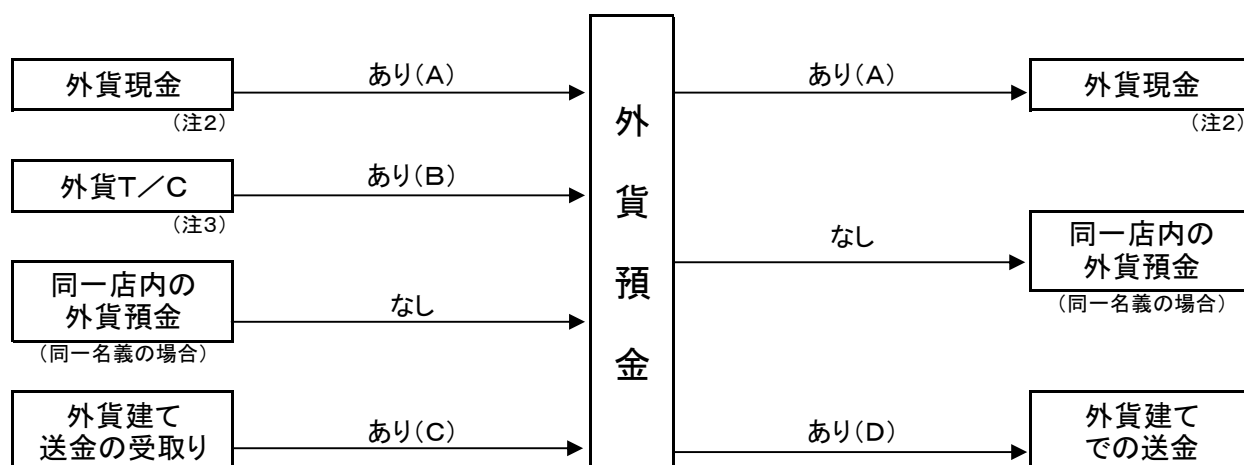 外貨現金
(注2)
あり(A)
外貨T/C
(注3)
あり(B)
同一店内の
外貨預金
(同一名義の場合)
なし
外貨建て
送金の受取り
あり(C)
外
貨
預
金
あり(A)
外貨現金
(注2)
なし
同一店内の
外貨預金
(同一名義の場合)
あり(D)
外貨建て
での送金